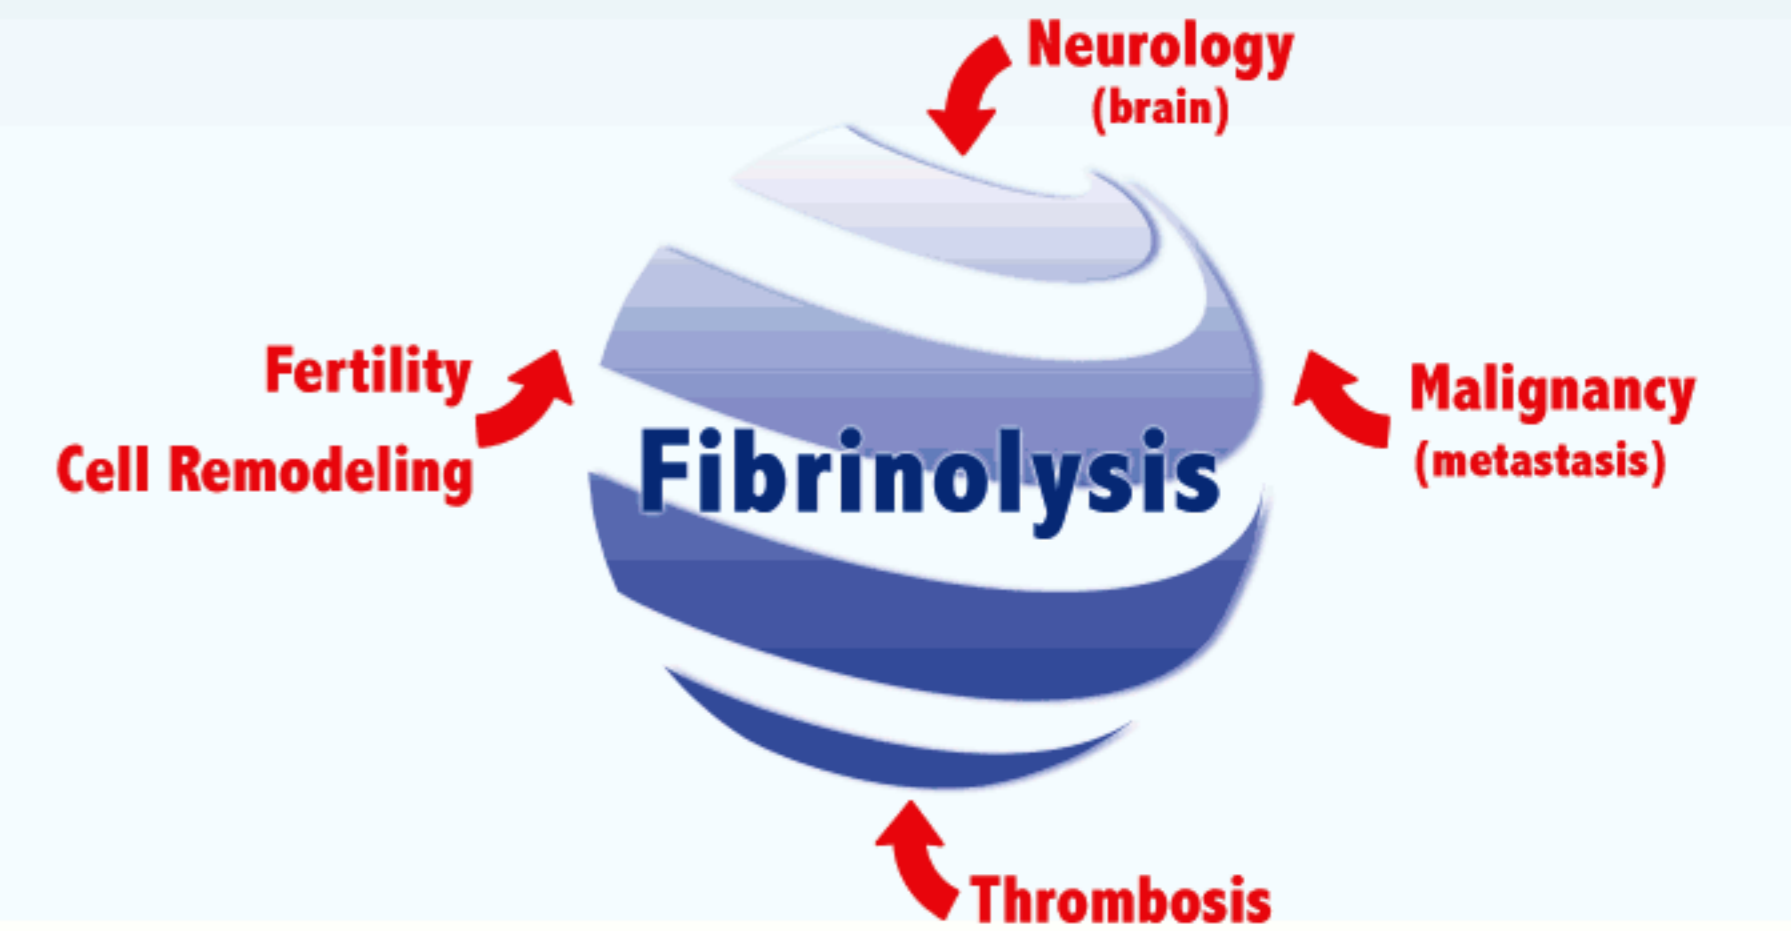 Neurology
(brain)
Fertility
Cell Remodeling
Malignancy
(metastasis)
Fibrinolysis
Thrombosis